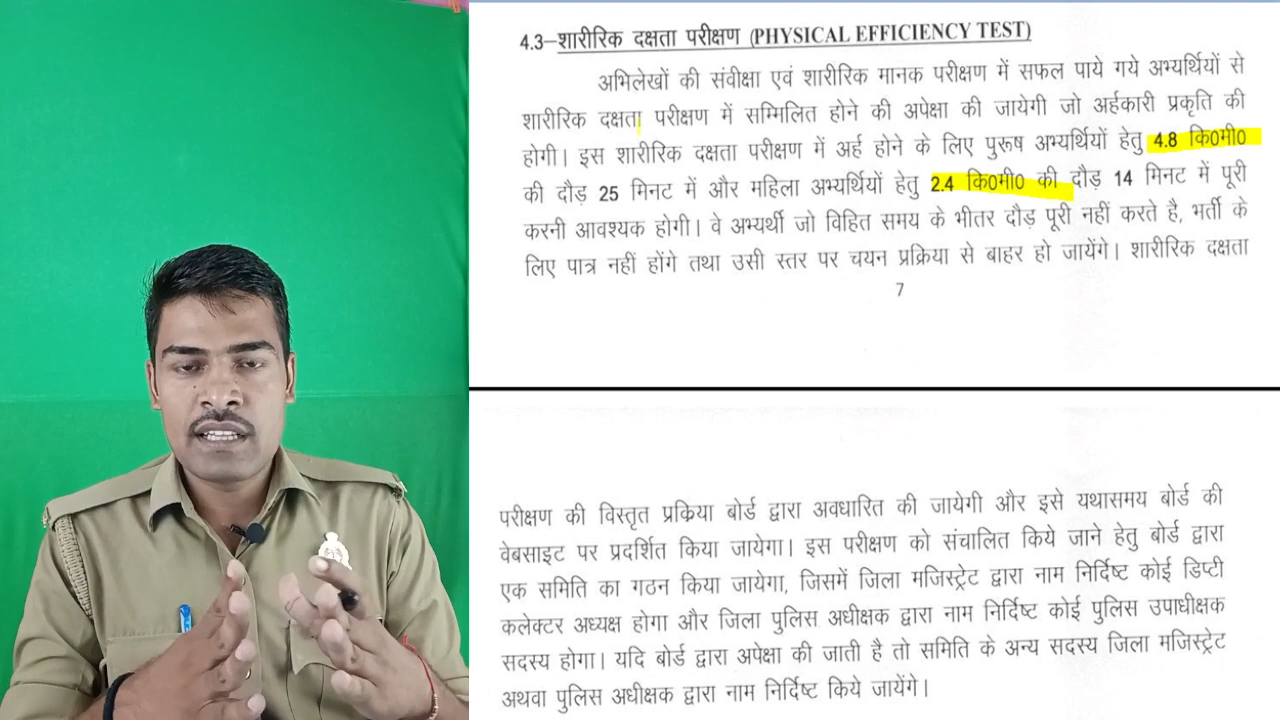 4.3–शारीरिक दक्षता परीक्षण (PHYSICAL EFFICIENCY TEST)
अभिलेखों की संवीक्षा एवं शारीरिक मानक परीक्षण में सफल पाये गये अभ्यर्थियों से
शारीरिक दक्षता परीक्षण में सम्मिलित होने की अपेक्षा की जायेगी जो अर्हकारी प्रकृति की
होगी। इस शारीरिक दक्षता परीक्षण में अर्ह होने के लिए पुरूष अभ्यर्थियों हेतु 4.8 कि0मी0
की दौड़ 25 मिनट में और महिला अभ्यर्थियों हेतु 2.4 कि0मी0 की दौड़ 14 मिनट में पूरी
करनी आवश्यक होगी। वे अभ्यर्थी जो विहित समय के भीतर दौड़ पूरी नहीं करते है, भर्ती के
लिए पात्र नहीं होंगे तथा उसी स्तर पर चयन प्रक्रिया से बाहर हो जायेंगे। शारीरिक दक्षता
7
परीक्षण की विस्तृत प्रक्रिया बोर्ड द्वारा अवधारित की जायेगी और इसे यथासमय बोर्ड की
वेबसाइट पर प्रदर्शित किया जायेगा। इस परीक्षण को संचालित किये जाने हेतु बोर्ड द्वारा
एक समिति का गठन किया जायेगा, जिसमें जिला मजिस्ट्रेट द्वारा नाम निर्दिष्ट कोई डिप्टी
कलेक्टर अध्यक्ष होगा और जिला पुलिस अधीक्षक द्वारा नाम निर्दिष्ट कोई पुलिस उपाधीक्षक
सदस्य होगा। यदि बोर्ड द्वारा अपेक्षा की जाती है तो समिति के अन्य सदस्य जिला मजिस्ट्रेट
अथवा पुलिस अधीक्षक द्वारा नाम निर्दिष्ट किये जायेंगे।